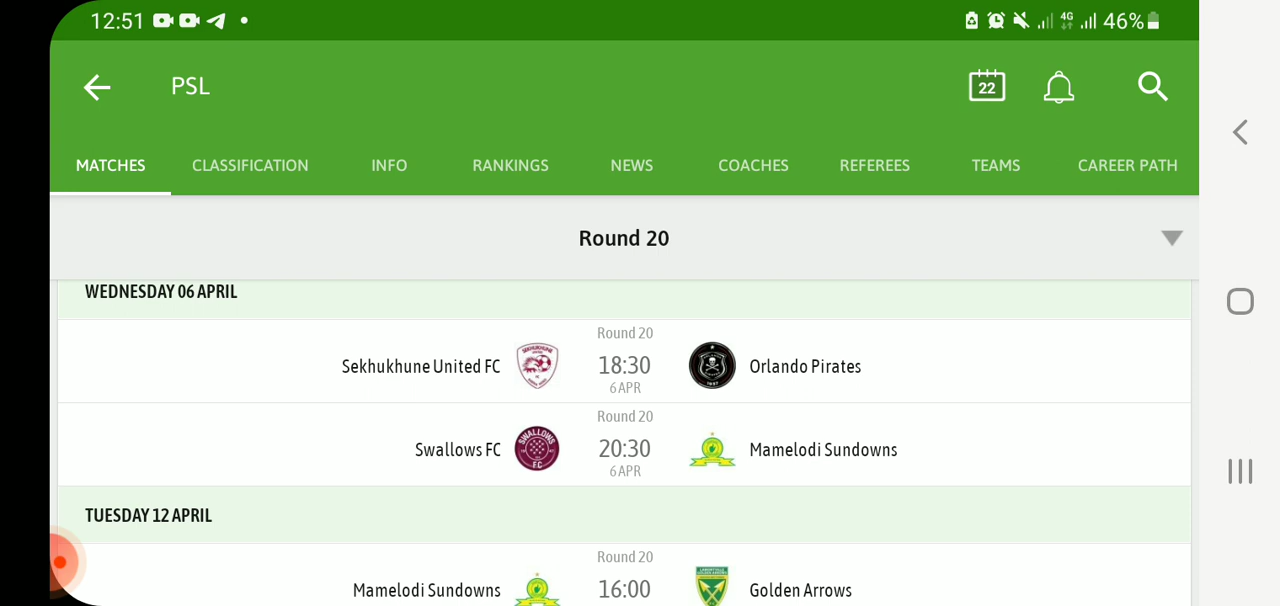 12:51 4G 46%
PSL 22
MATCHES CLASSIFICATION INFO RANKINGS NEWS COACHES REFEREES TEAMS CAREER PATH
Round 20
WEDNESDAY 06 APRIL
Round 20
Sekhukhune United FC 18:30 Orlando Pirates
6 APR
Round 20
Swallows FC 20:30 Mamelodi Sundowns
6 APR
TUESDAY 12 APRIL
Round 20
Mamelodi Sundowns 16:00 Golden Arrows